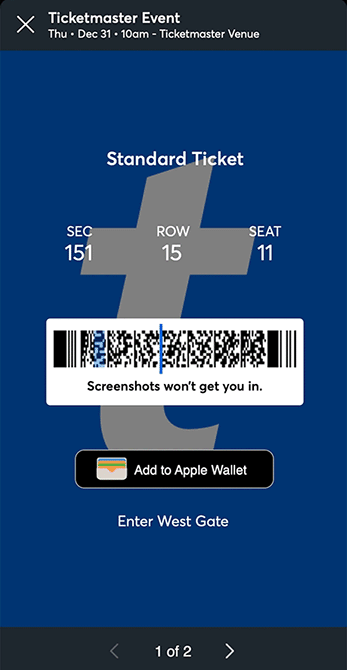 Ticketmaster Event
Thu • Dec 31 • 10am - Ticketmaster Venue
Standard Ticket
SEC ROW SEAT
151 15 11
Screenshots won't get you in.
Add to Apple Wallet
Enter West Gate
1 of 2